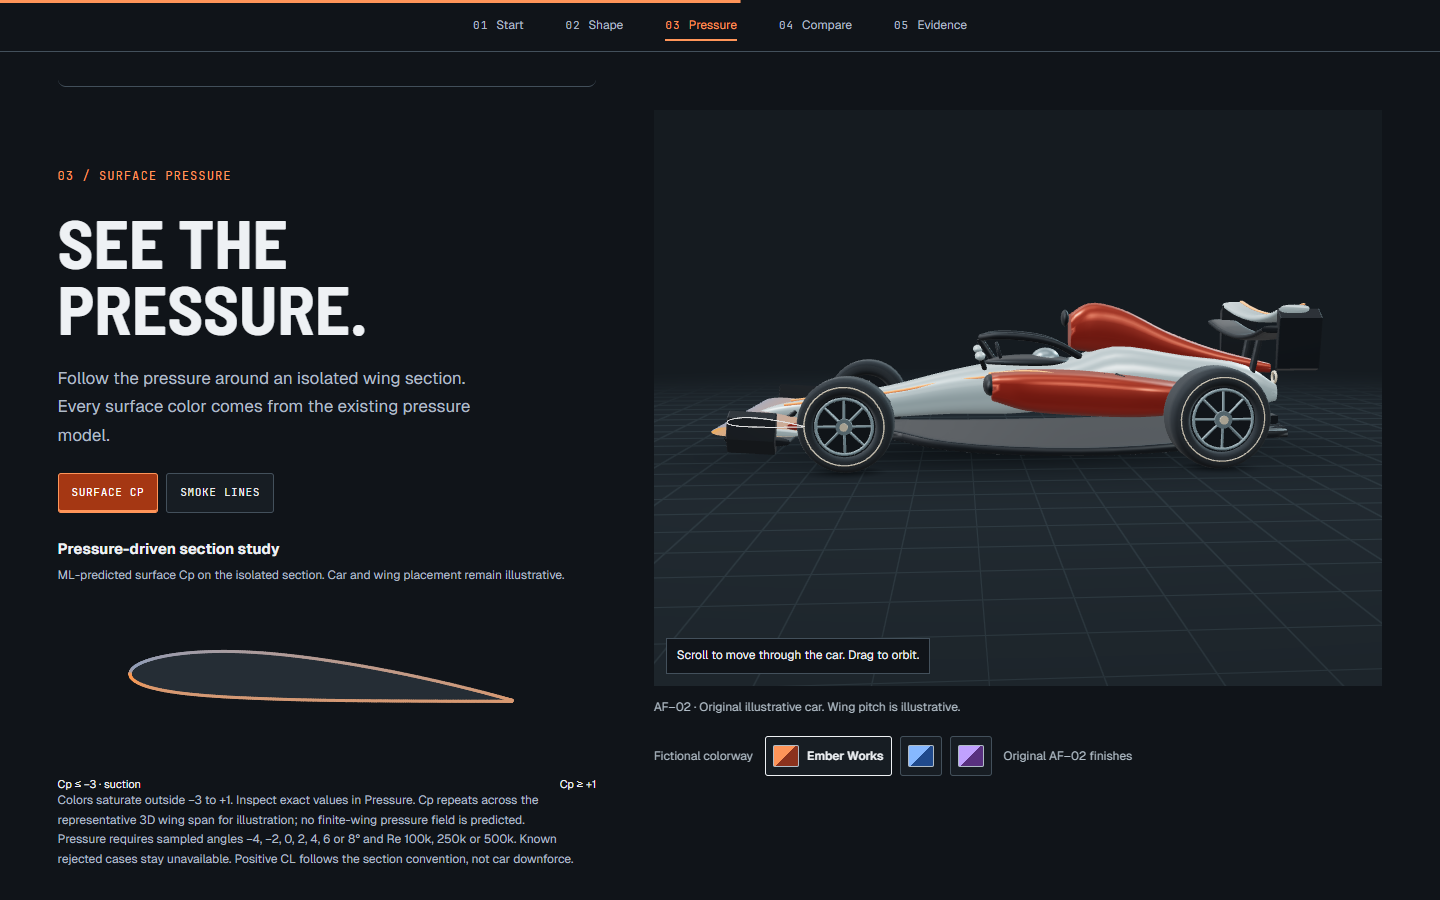 01 Start
02 Shape
03 Pressure
04 Compare
05 Evidence
03 / SURFACE PRESSURE
SEE THE
PRESSURE.
Follow the pressure around an isolated wing section.
Every surface color comes from the existing pressure
model.
SURFACE CP
SMOKE LINES
Pressure-driven section study
ML-predicted surface Cp on the isolated section. Car and wing placement remain illustrative.
Cp ≤ −3 · suction
Cp ≥ +1
Colors saturate outside −3 to +1. Inspect exact values in Pressure. Cp repeats across the
representative 3D wing span for illustration; no finite-wing pressure field is predicted.
Pressure requires sampled angles −4, −2, 0, 2, 4, 6 or 8° and Re 100k, 250k or 500k. Known
rejected cases stay unavailable. Positive CL follows the section convention, not car downforce.
Scroll to move through the car. Drag to orbit.
AF−02 · Original illustrative car. Wing pitch is illustrative.
Fictional colorway
Ember Works
Original AF−02 finishes